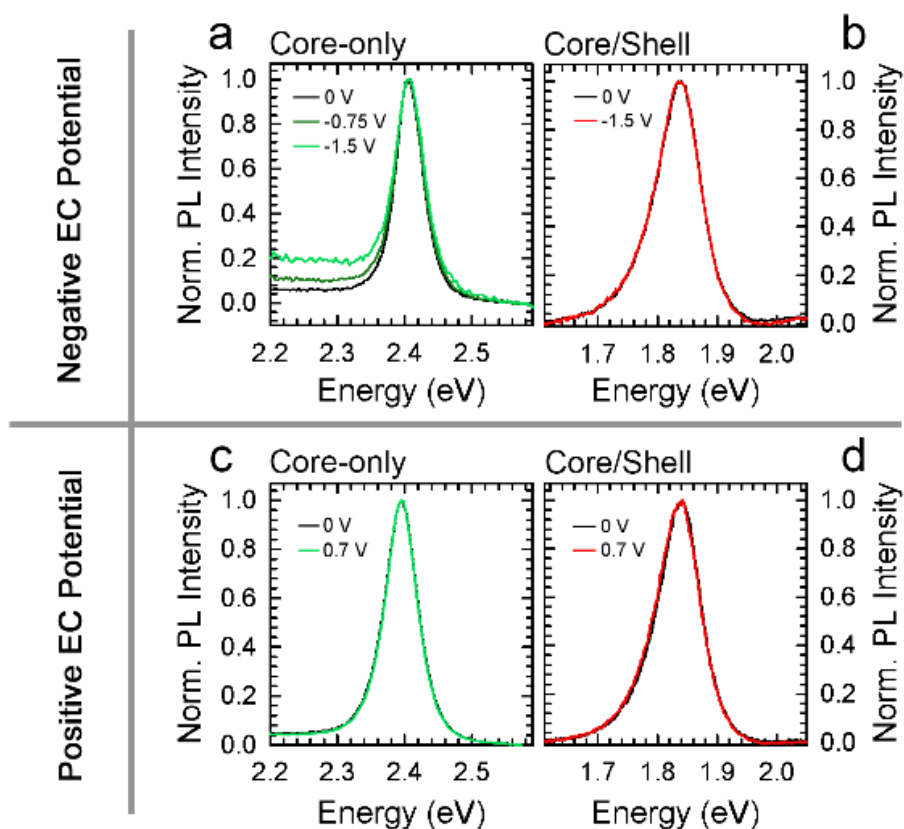 Negative EC Potential
a
Core-only
Norm. PL Intensity
1.0
0.8
0.6
0.4
0.2
0.0
0 V
-0.75 V
-1.5 V
2.2 2.3 2.4 2.5
Energy (eV)
b
Core/Shell
0 V
-1.5 V
1.0
0.8
0.6
0.4
0.2
0.0
Norm. PL Intensity
1.7 1.8 1.9 2.0
Energy (eV)
Positive EC Potential
c
Core-only
Norm. PL Intensity
1.0
0.8
0.6
0.4
0.2
0.0
0 V
0.7 V
2.2 2.3 2.4 2.5
Energy (eV)
d
Core/Shell
0 V
0.7 V
1.0
0.8
0.6
0.4
0.2
0.0
Norm. PL Intensity
1.7 1.8 1.9 2.0
Energy (eV)